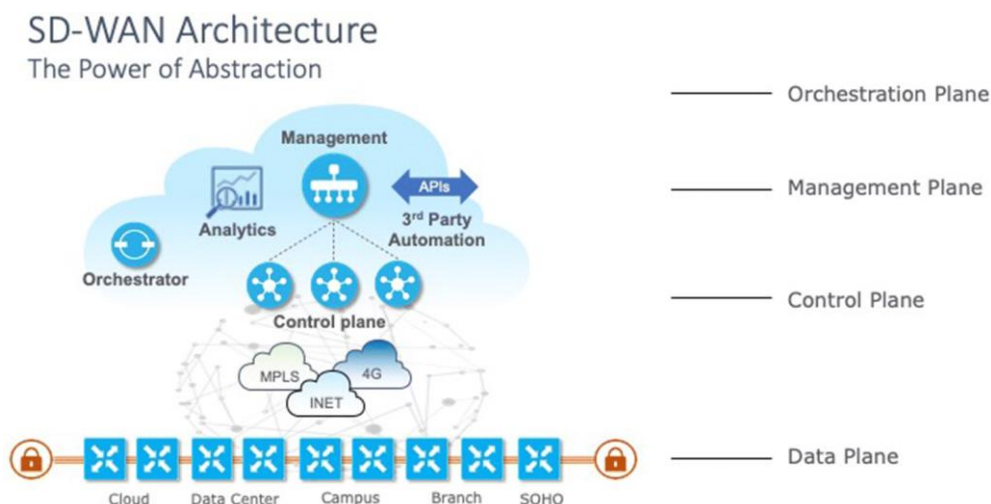 SD-WAN Architecture
The Power of Abstraction
Orchestration Plane
Management
Management Plane
APIs
Analytics
3rd Party
Automation
Orchestrator
Control Plane
Control plane
MPLS
4G
INET
Data Plane
Cloud
Data Center
Campus
Branch
SOHO